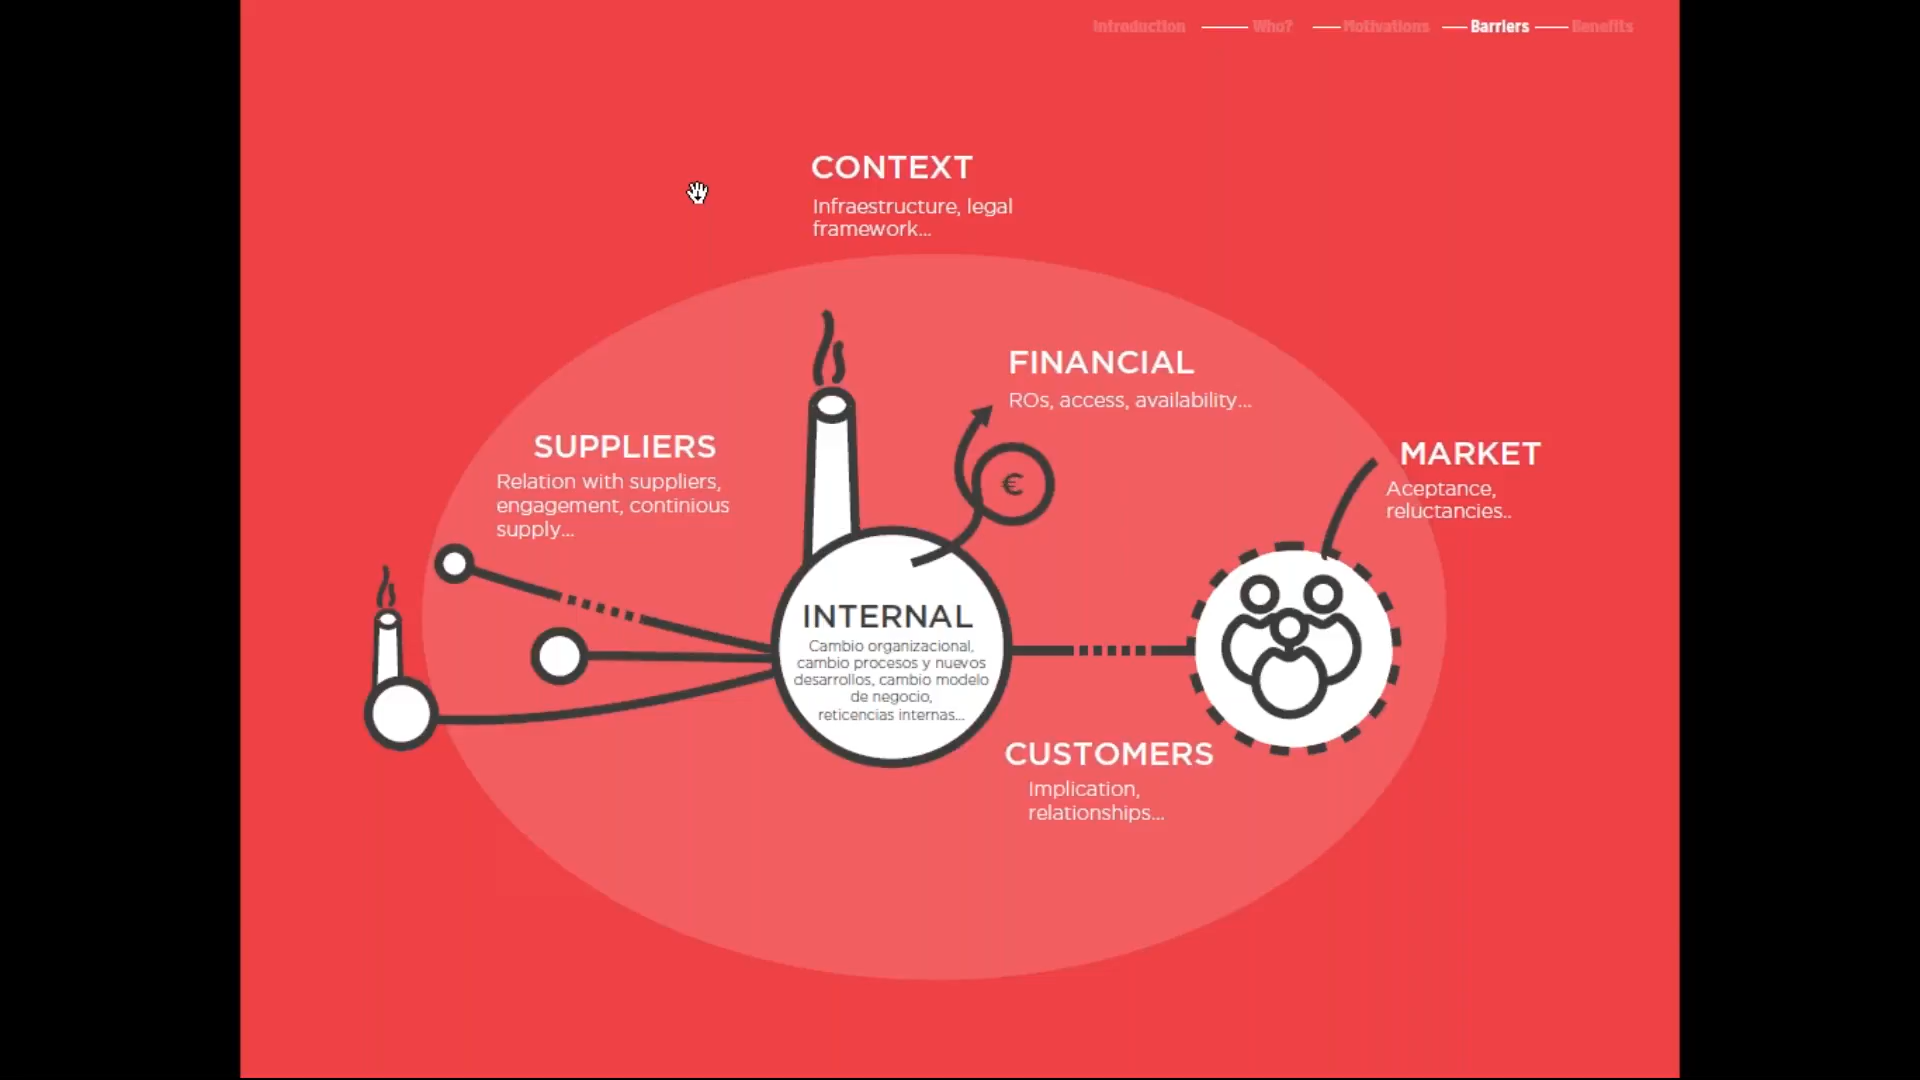 Introduction Who? Motivations Barriers Benefits
CONTEXT
Infraestructure, legal
framework...
FINANCIAL
ROs, access, availability...
SUPPLIERS
Relation with suppliers,
engagement, continious
supply...
MARKET
Aceptance,
reluctancies..
€
INTERNAL
Cambio organizacional,
cambio procesos y nuevos
desarrollos, cambio modelo
de negocio,
reticencias internas...
CUSTOMERS
Implication,
relationships...